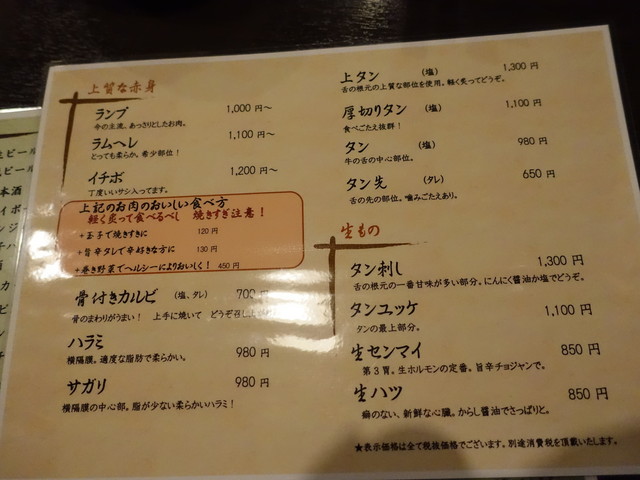 上質な赤身
ランプ 1,000 円～
今の主流、あっさりとしたお肉。
ラムヘレ 1,100 円～
とっても柔らか。希少部位！
イチボ 1,200 円～
丁度いいサシ入ってます。
上記のお肉のおいしい食べ方
軽く炙って食べるべし 焼きすぎ注意！
+玉子で焼きすきに 120 円
+旨辛タレで辛好きな方に 130 円
+巻き野菜でヘルシーによりおいしく！ 450 円
骨付きカルビ （塩、タレ） 700 円
骨のまわりがうまい！ 上手に焼いて どうぞ召し上が
ハラミ 980 円
横隔膜。適度な脂肪で柔らかい。
サガリ 980 円
横隔膜の中心部。脂が少ない柔らかいハラミ！
上タン （塩） 1,300 円
舌の根元の上質な部位を使用。軽く炙ってどうぞ。
厚切りタン （塩） 1,100 円
食べごたえ抜群！
タン （塩） 980 円
牛の舌の中心部位。
タン先 （タレ） 650 円
舌の先の部位。噛みごたえあり。
生もの
タン刺し 1,300 円
舌の根元の一番甘味が多い部分。にんにく醤油か塩でどうぞ。
タンユッケ 1,100 円
タンの最上部分。
生センマイ 850 円
第3胃。生ホルモンの定番。旨辛チョジャンで。
生ハツ 850 円
癖のない、新鮮な心臓。からし醤油でさっぱりと。
★表示価格は全て税抜価格でございます。別途消費税を頂戴いたします。